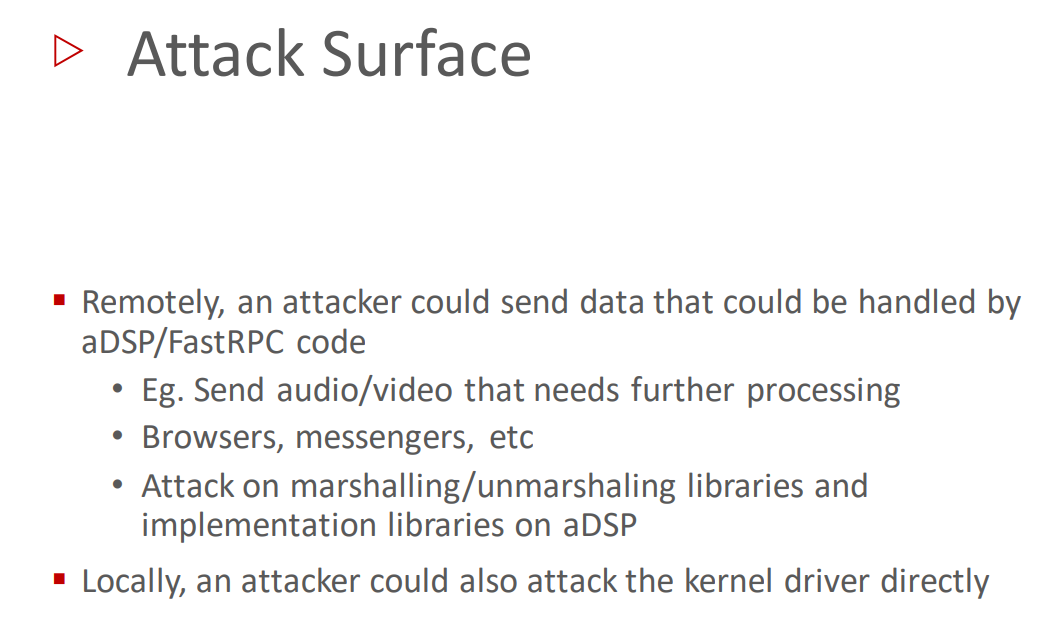 Attack Surface
Remotely, an attacker could send data that could be handled by
aDSP/FastRPC code
Eg. Send audio/video that needs further processing
Browsers, messengers, etc
Attack on marshalling/unmarshaling libraries and
implementation libraries on aDSP
Locally, an attacker could also attack the kernel driver directly